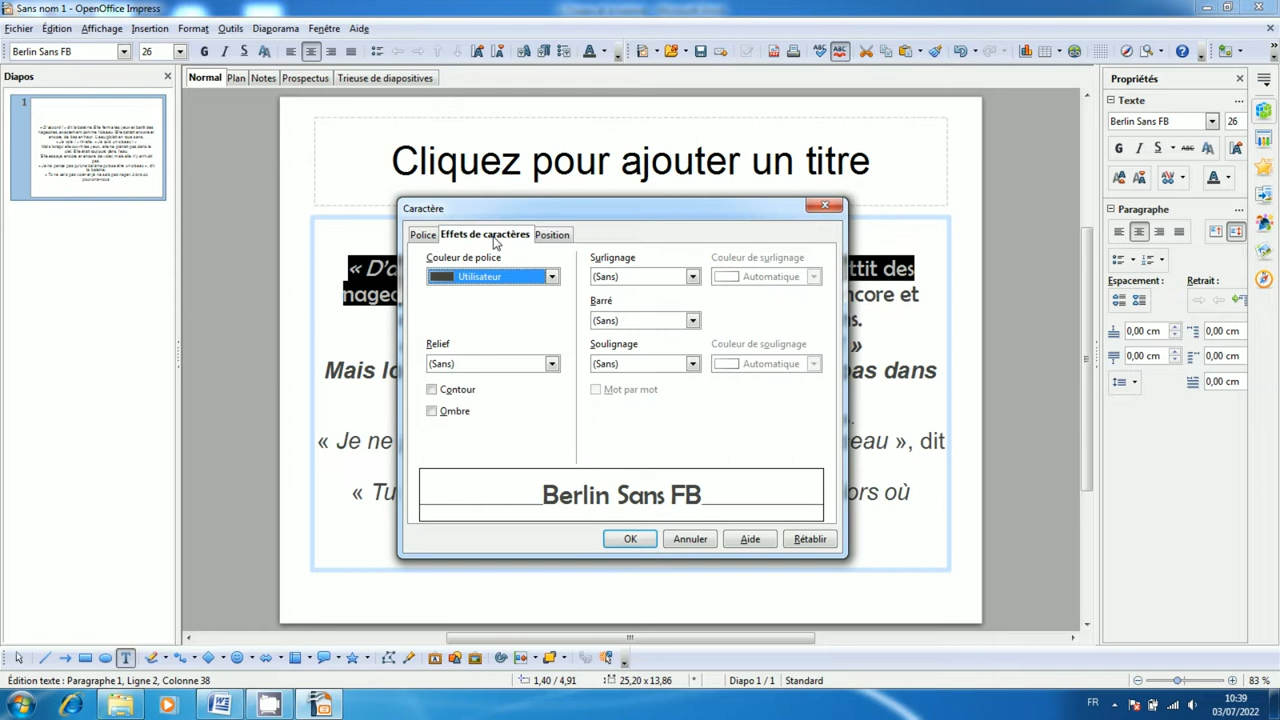 Sans nom 1 - OpenOffice Impress
Fichier Édition Affichage Insertion Format Outils Diaporama Fenêtre Aide
Berlin Sans FB 26
Diapos
Normal Plan Notes Prospectus Trieuse de diapositives
1
Cliquez pour ajouter un titre
Caractère
Police Effets de caractères Position
Couleur de police
Utilisateur
Surlignage
(Sans)
Couleur de surlignage
Automatique
Barré
(Sans)
Relief
(Sans)
Soulignage
(Sans)
Couleur de soulignage
Automatique
Contour
Mot par mot
Ombre
Berlin Sans FB
OK Annuler Aide Rétablir
« D'a ttit des
nageo ncore et
s.
»
Mais lo pas dans
« Je ne eau », dit
« Tu lors où
Propriétés
Texte
Berlin Sans FB 26
Paragraphe
Espacement : Retrait :
0,00 cm 0,00 cm
0,00 cm 0,00 cm
0,00 cm
Édition texte : Paragraphe 1, Ligne 2, Colonne 38 1,40 / 4,91 25,20 x 13,86 * Diapo 1 / 1 Standard 83 %
FR 10:39
03/07/2022